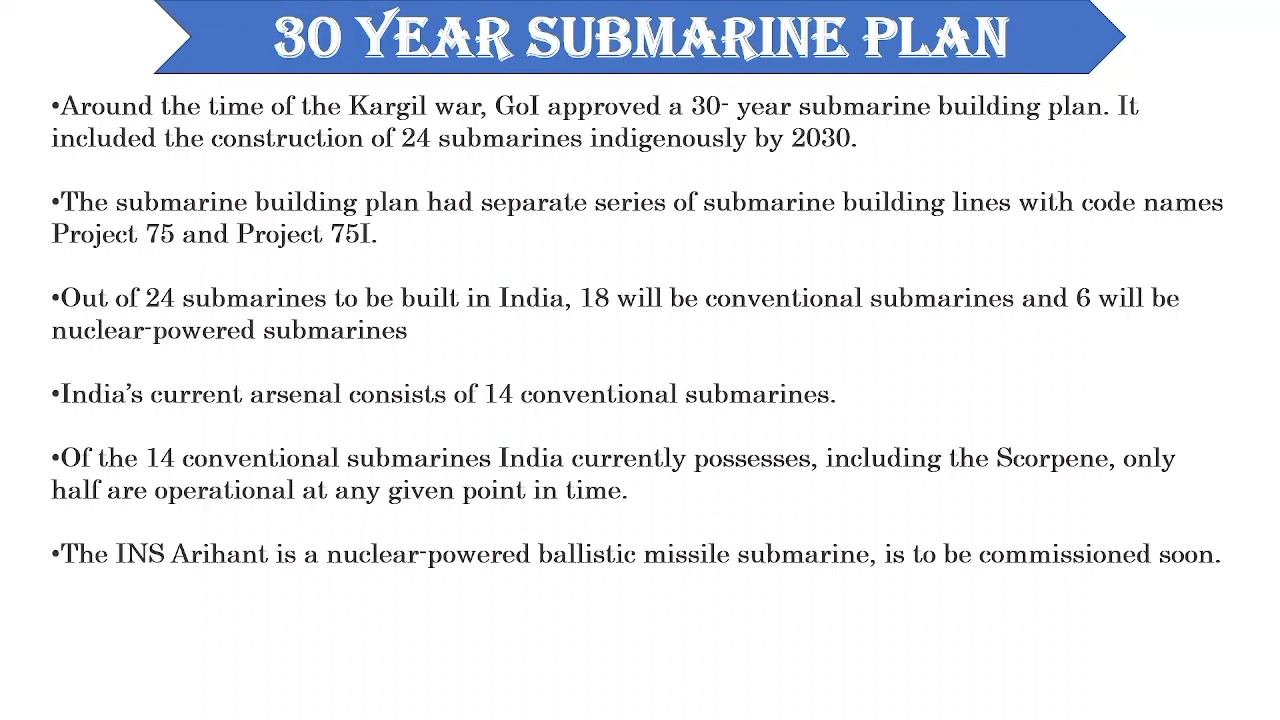 30 YEAR SUBMARINE PLAN
•Around the time of the Kargil war, GoI approved a 30- year submarine building plan. It
included the construction of 24 submarines indigenously by 2030.
•The submarine building plan had separate series of submarine building lines with code names
Project 75 and Project 75I.
•Out of 24 submarines to be built in India, 18 will be conventional submarines and 6 will be
nuclear-powered submarines
•India’s current arsenal consists of 14 conventional submarines.
•Of the 14 conventional submarines India currently possesses, including the Scorpene, only
half are operational at any given point in time.
•The INS Arihant is a nuclear-powered ballistic missile submarine, is to be commissioned soon.